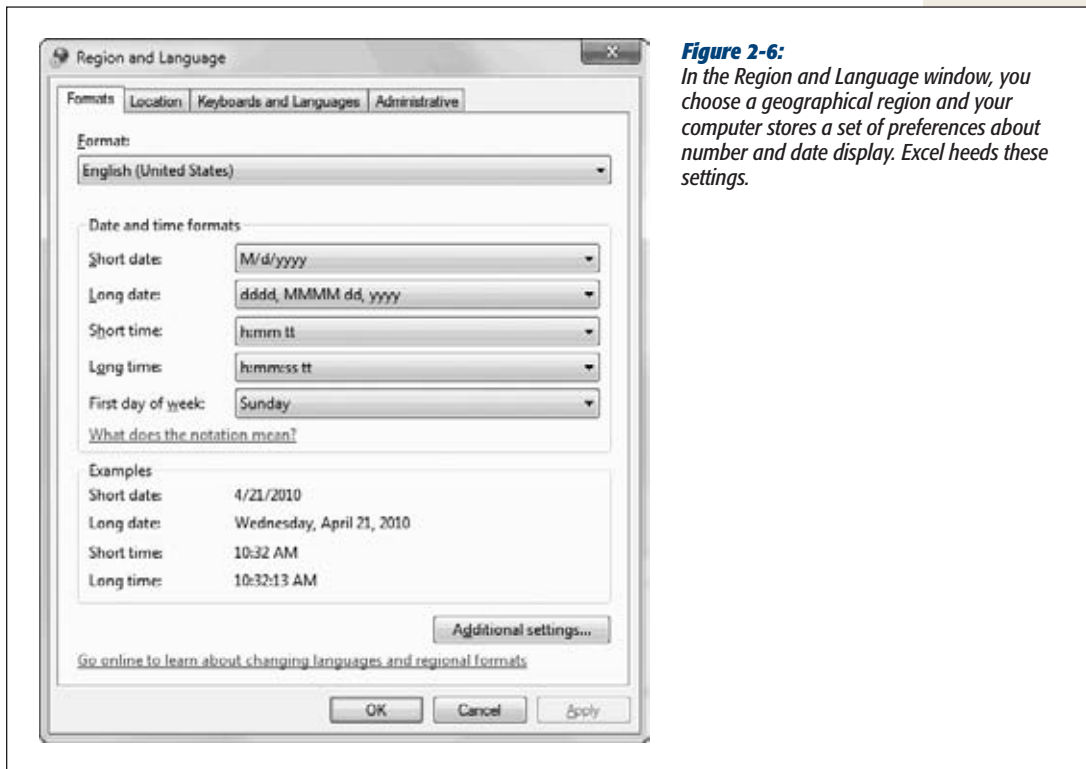 Region and Language
Formats Location Keyboards and Languages Administrative
Format:
English (United States)
Date and time formats
Short date: M/d/yyyy
Long date: dddd, MMMM dd, yyyy
Short time: h:mm tt
Long time: h:mm:ss tt
First day of week: Sunday
What does the notation mean?
Examples
Short date: 4/21/2010
Long date: Wednesday, April 21, 2010
Short time: 10:32 AM
Long time: 10:32:13 AM
Additional settings...
Go online to learn about changing languages and regional formats
OK Cancel Apply
Figure 2-6:
In the Region and Language window, you
choose a geographical region and your
computer stores a set of preferences about
number and date display. Excel heeds these
settings.